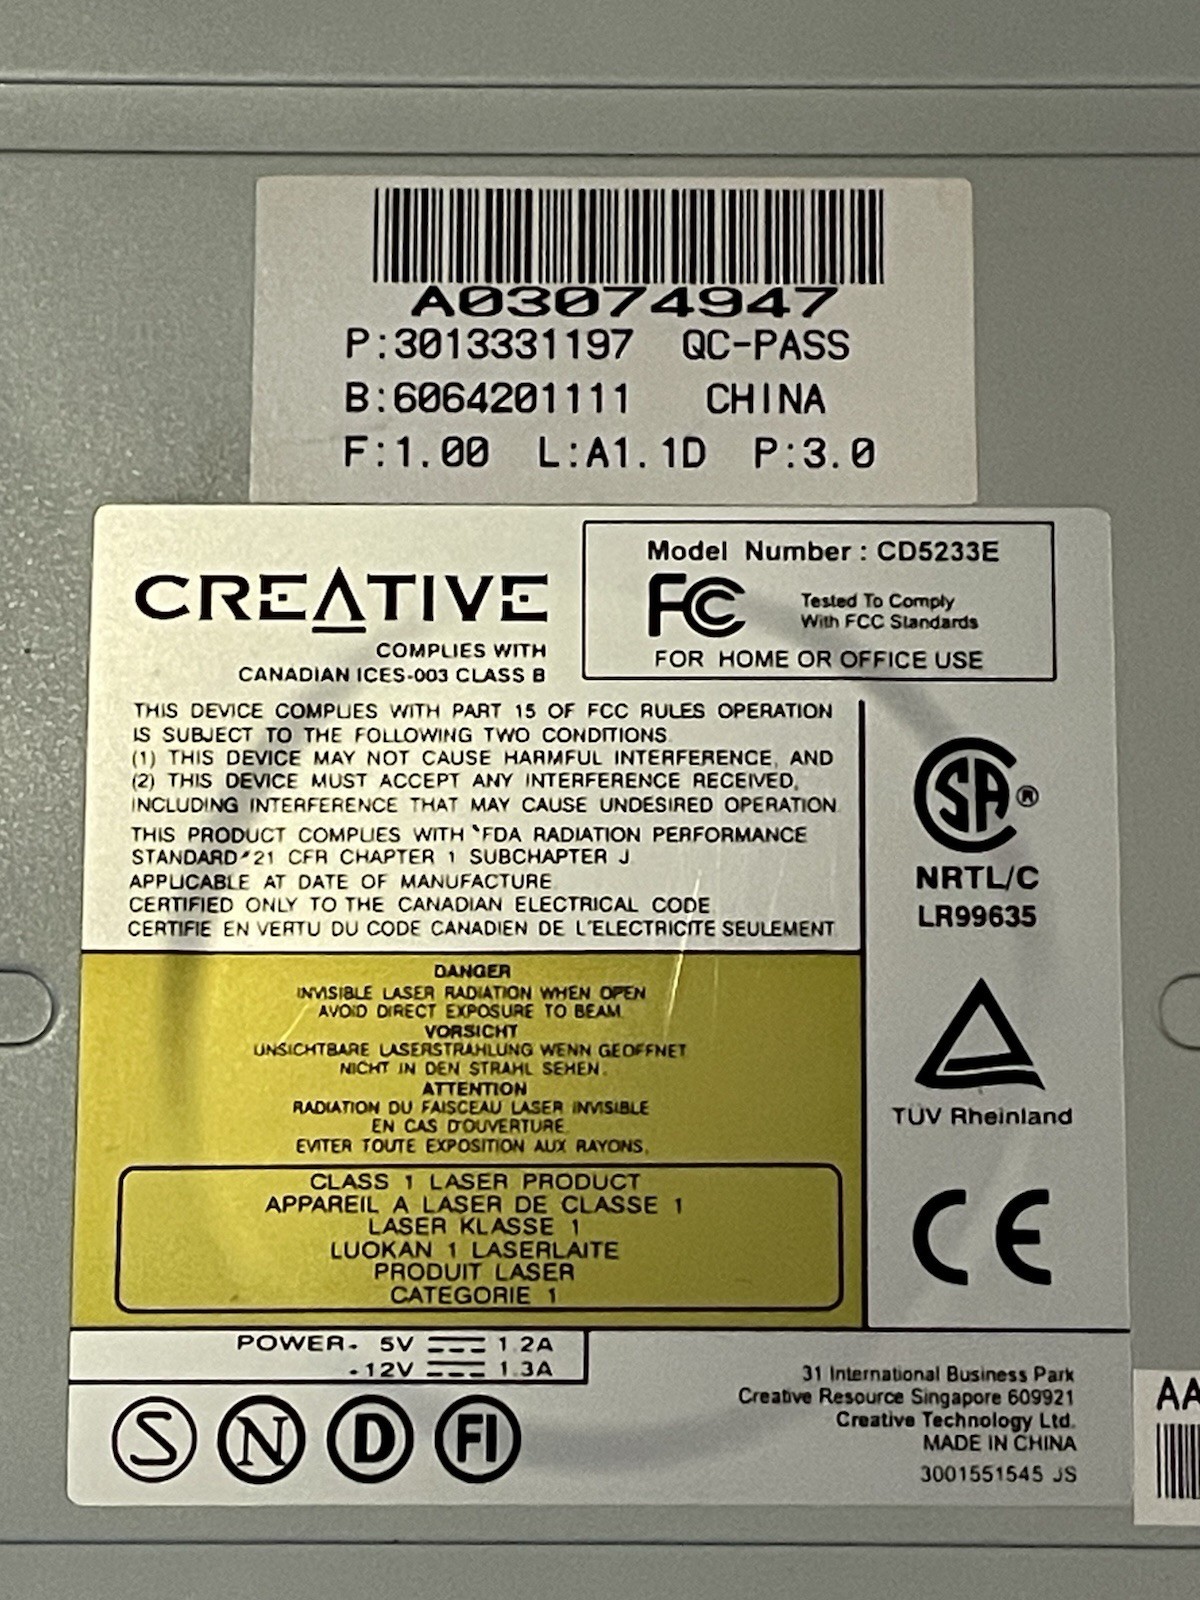 A03074947
P:3013331197 QC-PASS
B:6064201111 CHINA
F:1.00 L:A1.1D P:3.0
CREATIVE
COMPLIES WITH
CANADIAN ICES-003 CLASS B
Model Number : CD5233E
FC
Tested To Comply
With FCC Standards
FOR HOME OR OFFICE USE
THIS DEVICE COMPLIES WITH PART 15 OF FCC RULES OPERATION
IS SUBJECT TO THE FOLLOWING TWO CONDITIONS
(1) THIS DEVICE MAY NOT CAUSE HARMFUL INTERFERENCE, AND
(2) THIS DEVICE MUST ACCEPT ANY INTERFERENCE RECEIVED,
INCLUDING INTERFERENCE THAT MAY CAUSE UNDESIRED OPERATION
THIS PRODUCT COMPLIES WITH "FDA RADIATION PERFORMANCE
STANDARD" 21 CFR CHAPTER 1 SUBCHAPTER J
APPLICABLE AT DATE OF MANUFACTURE
CERTIFIED ONLY TO THE CANADIAN ELECTRICAL CODE
CERTIFIE EN VERTU DU CODE CANADIEN DE L'ELECTRICITE SEULEMENT
SA®
NRTL/C
LR99635
DANGER
INVISIBLE LASER RADIATION WHEN OPEN
AVOID DIRECT EXPOSURE TO BEAM
VORSICHT
UNSICHTBARE LASERSTRAHLUNG WENN GEOFFNET
NICHT IN DEN STRAHL SEHEN.
ATTENTION
RADIATION DU FAISCEAU LASER INVISIBLE
EN CAS D'OUVERTURE
EVITER TOUTE EXPOSITION AUX RAYONS,
TÜV Rheinland
CLASS 1 LASER PRODUCT
APPAREIL A LASER DE CLASSE 1
LASER KLASSE 1
LUOKAN 1 LASERLAITE
PRODUIT LASER
CATEGORIE 1
CE
POWER- 5V 1.2A
-12V 1.3A
S N D FI
31 International Business Park
Creative Resource Singapore 609921
Creative Technology Ltd.
MADE IN CHINA
3001551545 JS
AA